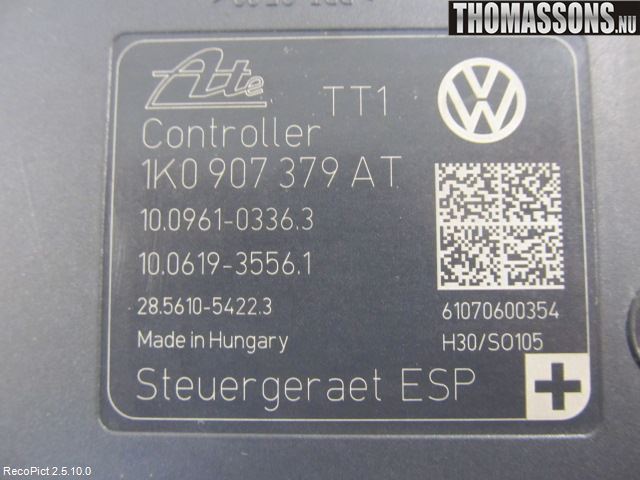 THOMASSONS.NU
Ate
TT1
Controller
1K0 907 379 AT
10.0961-0336.3
10.0619-3556.1
28.5610-5422.3
61070600354
Made in Hungary
H30/SO105
Steuergeraet ESP
RecoPict 2.5.10.0